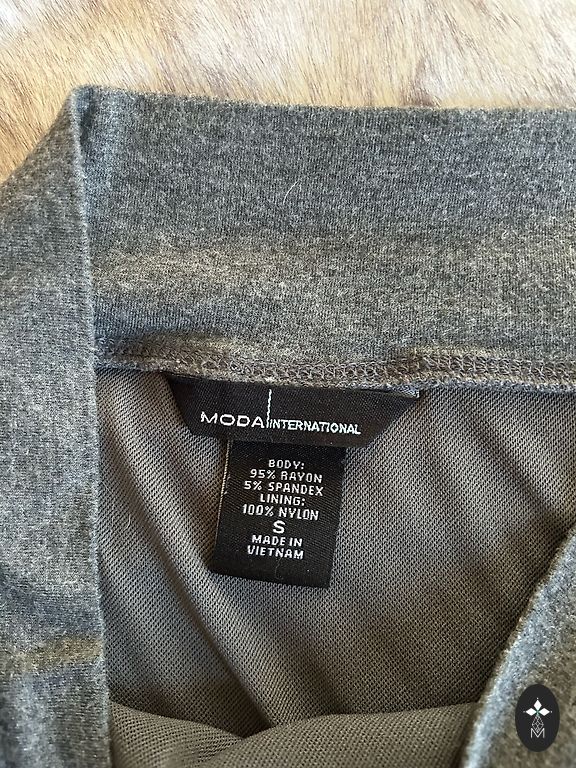 MODA INTERNATIONAL
BODY:
95% RAYON
5% SPANDEX
LINING:
100% NYLON
S
MADE IN
VIETNAM
M